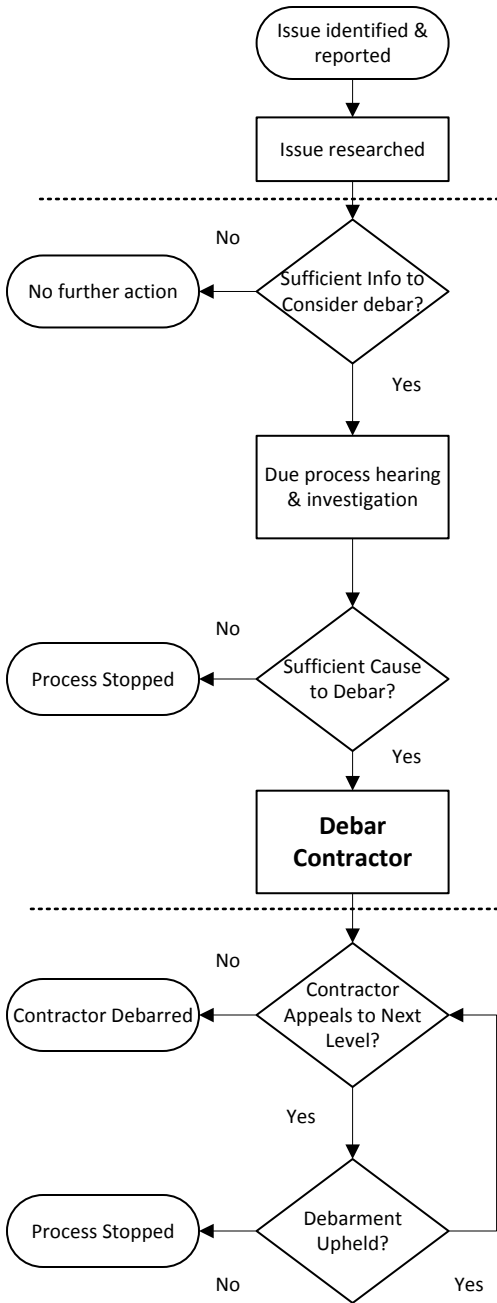 Issue identified &
reported
Issue researched
No
Sufficient Info to
Consider debar?
No further action
Yes
Due process hearing
& investigation
No
Sufficient Cause
to Debar?
Process Stopped
Yes
Debar
Contractor
No
Contractor
Appeals to Next
Level?
Contractor Debarred
Yes
Debarment
Upheld?
Process Stopped
No
Yes